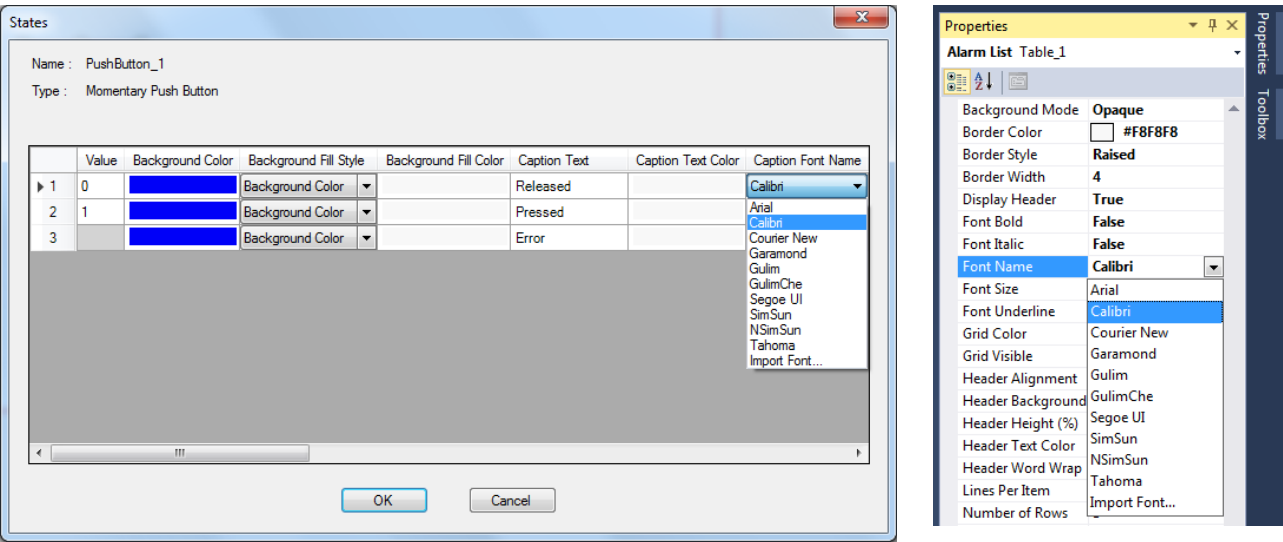 States
Name : PushButton_1
Type : Momentary Push Button
Value Background Color Background Fill Style Background Fill Color Caption Text Caption Text Color Caption Font Name
1 0 Background Color Released Calibri
2 1 Background Color Pressed
3 Background Color Error
Arial
Calibri
Courier New
Garamond
Gulim
GulimChe
Segoe UI
SimSun
NSimSun
Tahoma
Import Font...
OK Cancel
Properties
Alarm List Table_1
Background Mode Opaque
Border Color #F8F8F8
Border Style Raised
Border Width 4
Display Header True
Font Bold False
Font Italic False
Font Name Calibri
Font Size
Font Underline
Grid Color
Grid Visible
Header Alignment
Header Background
Header Height (%)
Header Text Color
Header Word Wrap
Lines Per Item
Number of Rows
Arial
Calibri
Courier New
Garamond
Gulim
GulimChe
Segoe UI
SimSun
NSimSun
Tahoma
Import Font...
Properties
Toolbox